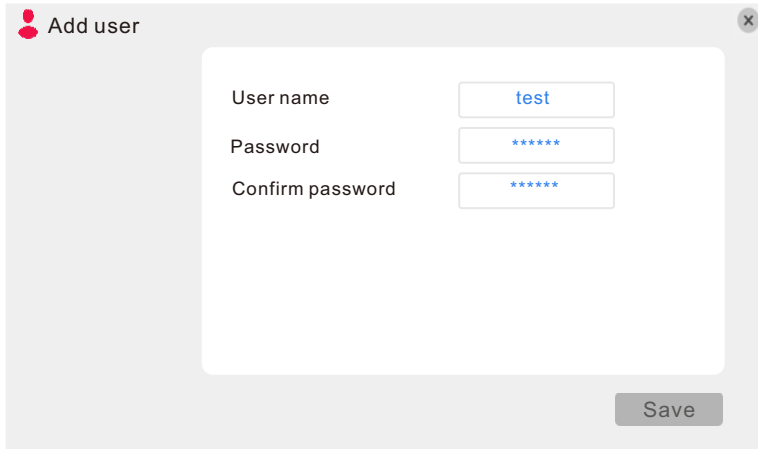 Add user
x
User name test
Password ******
Confirm password ******
Save